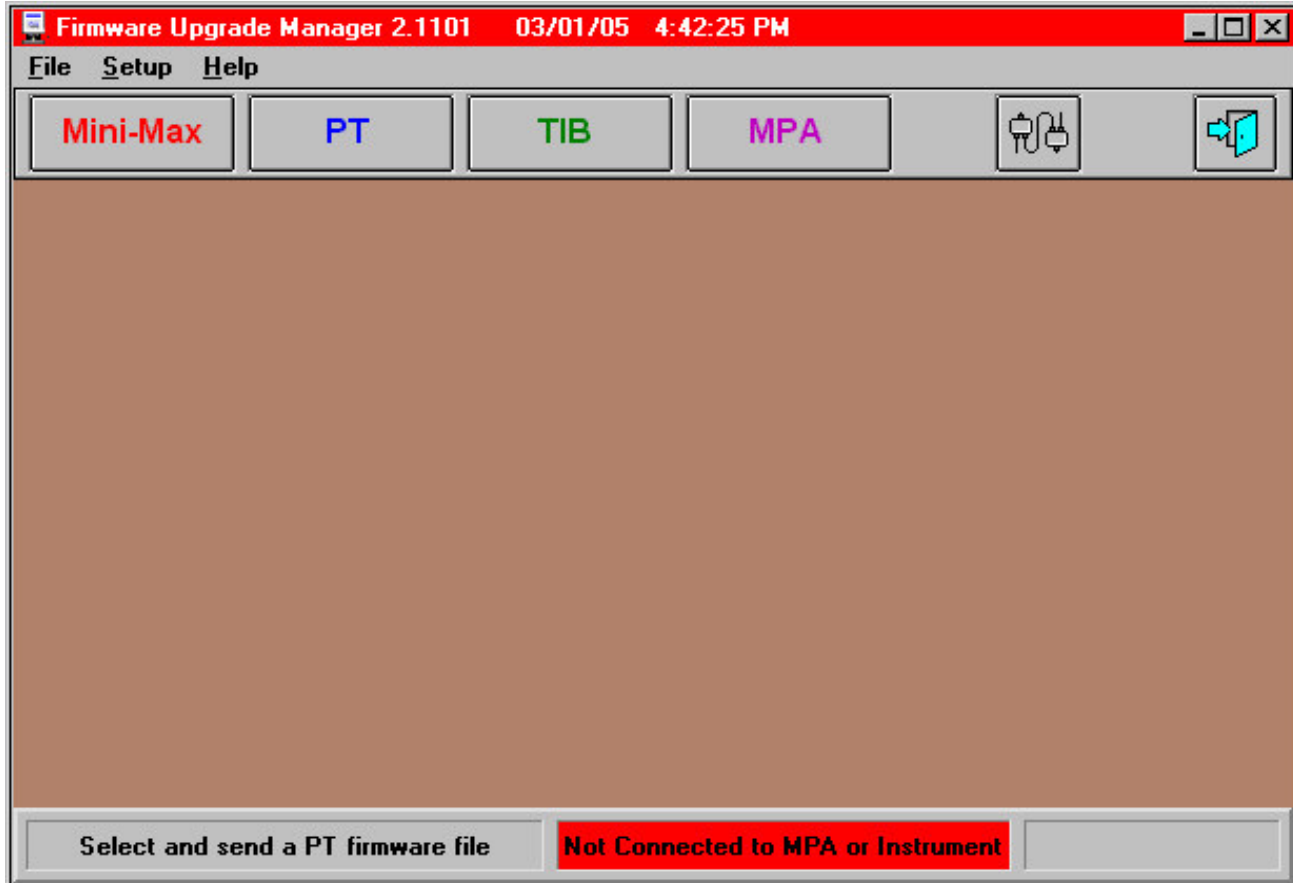 Firmware Upgrade Manager 2.1101 03/01/05 4:42:25 PM
File Setup Help
Mini-Max PT TIB MPA
Select and send a PT firmware file Not Connected to MPA or Instrument